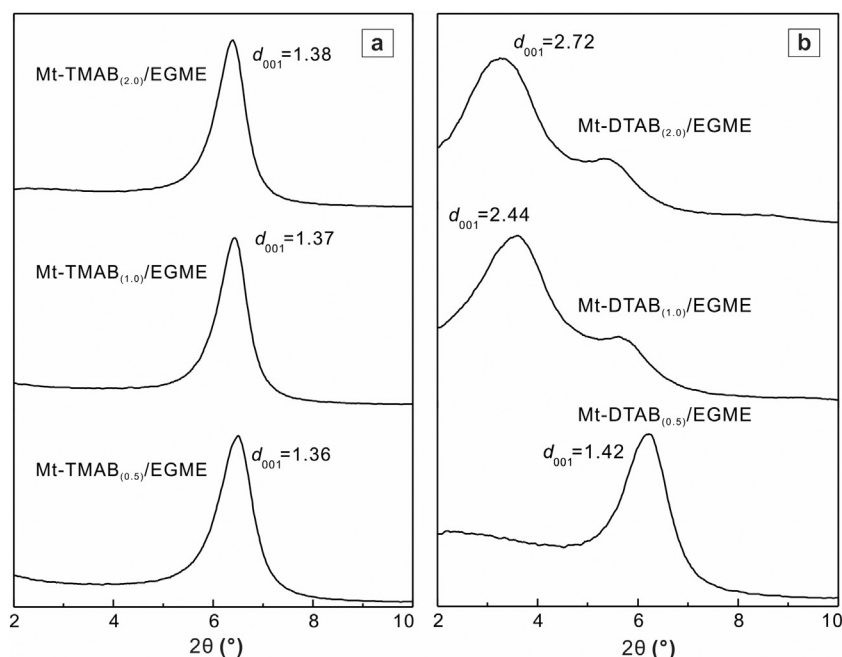 a
d001=1.38
Mt-TMAB(2.0)/EGME
d001=1.37
Mt-TMAB(1.0)/EGME
d001=1.36
Mt-TMAB(0.5)/EGME
2 4 6 8 10
2θ (°)
b
d001=2.72
Mt-DTAB(2.0)/EGME
d001=2.44
Mt-DTAB(1.0)/EGME
Mt-DTAB(0.5)/EGME
d001=1.42
2 4 6 8 10
2θ (°)